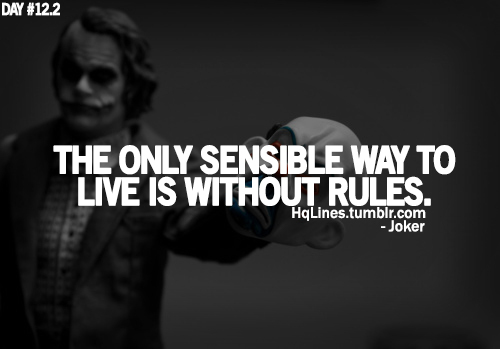 DAY #12.2
THE ONLY SENSIBLE WAY TO
LIVE IS WITHOUT RULES.
HqLines.tumblr.com
- Joker